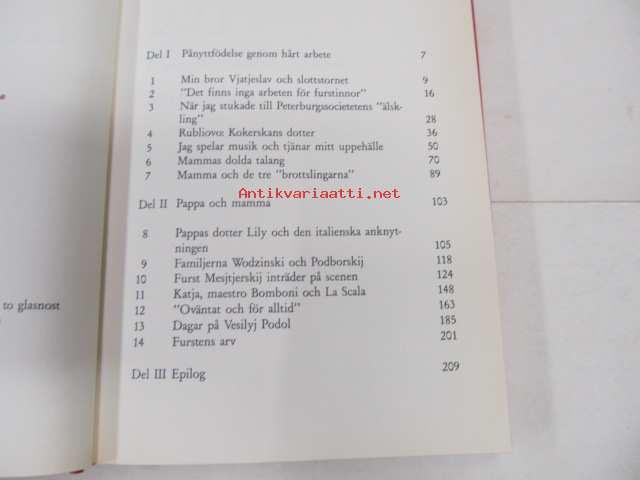 Del I Pånyttfödelse genom hårt arbete 7
1 Min bror Vjatjeslav och slottstornet 9
2 "Det finns inga arbeten för furstinnor" 16
3 När jag stukade till Peterburgssocietetens "älsk-
ling" 28
4 Rubliovo: Kokerskans dotter 36
5 Jag spelar musik och tjänar mitt uppehälle 50
6 Mammas dolda talang 70
7 Mamma och de tre "brottslingarna" 89
Antikvariaatti.net
Del II Pappa och mamma 103
8 Pappas dotter Lily och den italienska anknyt-
ningen 105
9 Familjerna Wodzinski och Podborskij 118
10 Furst Mesjtjerskij inträder på scenen 124
11 Katja, maestro Bomboni och La Scala 148
12 "Oväntat och för alltid" 163
13 Dagar på Vesilyj Podol 185
14 Furstens arv 201
Del III Epilog 209
to glasnost